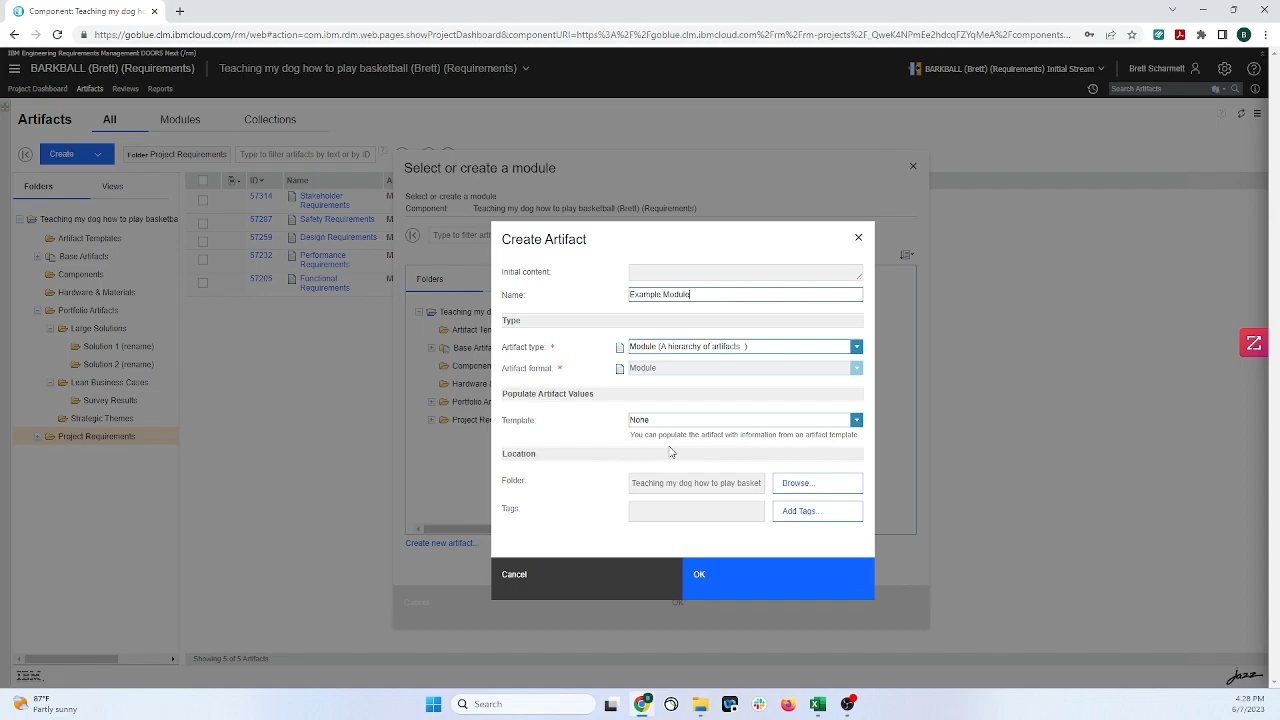 Component: Teaching my dog ho
https://goblue.clm.ibmcloud.com/rm/web#action=com.ibm.rdm.web.pages.showProjectDashboard&componentURI=https%3A%2F%2Fgoblue.clm.ibmcloud.com%2Frm%2Frm-projects%2F_QweK4NPmEe2hdqFZYqMeA%2Fcomponents...
B
IBM Engineering Requirements Management DOORS Next (/rm)
BARKBALL (Brett) (Requirements)
Teaching my dog how to play basketball (Brett) (Requirements)
BARKBALL (Brett) (Requirements) Initial Stream
Brett Scharmett
Project Dashboard Artifacts Reviews Reports
Search Artifacts
Artifacts All Modules Collections
Create
Folder Project Requirements
Type to filter artifacts by text or by ID
Folders Views
ID Name
Teaching my dog how to play basketba
Artifact Templates
Base Artifacts
Components
Hardware & Materials
Portfolio Artifacts
Large Solutions
Solution 1 (rename)
Solution 2 (rename)
Lean Business Cases
Survey Results
Strategic Themes
Project Requirements
57314 Stakeholder
Requirements
57287 Safety Requirements
57259 Design Requirements
57232 Performance
Requirements
57205 Functional
Requirements
Showing 5 of 5 Artifacts
Select or create a module
Select or create a module
Component: Teaching my dog how to play basketball (Brett) (Requirements)
Type to filter artif
Folders
Teaching my d
Artifact Tem
Base Artifa
Componen
Hardware
Portfolio A
Project Re
Create new artifact...
Cancel
OK
Create Artifact
Initial content:
Name: Example Module
Type
Artifact type: * Module (A hierarchy of artifacts )
Artifact format: * Module
Populate Artifact Values
Template: None
You can populate the artifact with information from an artifact template
Location
Folder: Teaching my dog how to play basket
Browse...
Tags:
Add Tags...
Cancel
OK
IBM
jazz
87°F
Partly sunny
Search
4:28 PM
6/7/2023